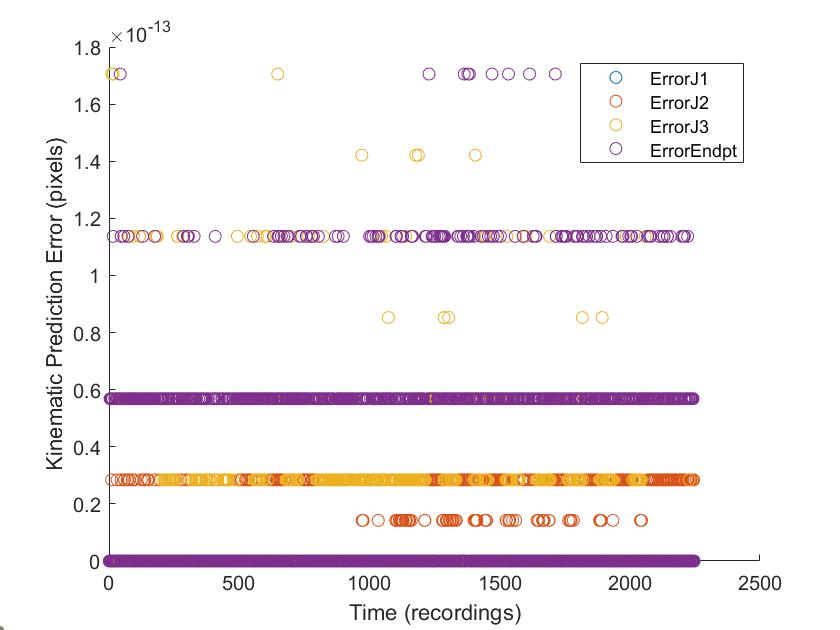 ×10-13
1.8
1.6
1.4
1.2
1
0.8
0.6
0.4
0.2
0
Kinematic Prediction Error (pixels)
ErrorJ1
ErrorJ2
ErrorJ3
ErrorEndpt
0 500 1000 1500 2000 2500
Time (recordings)